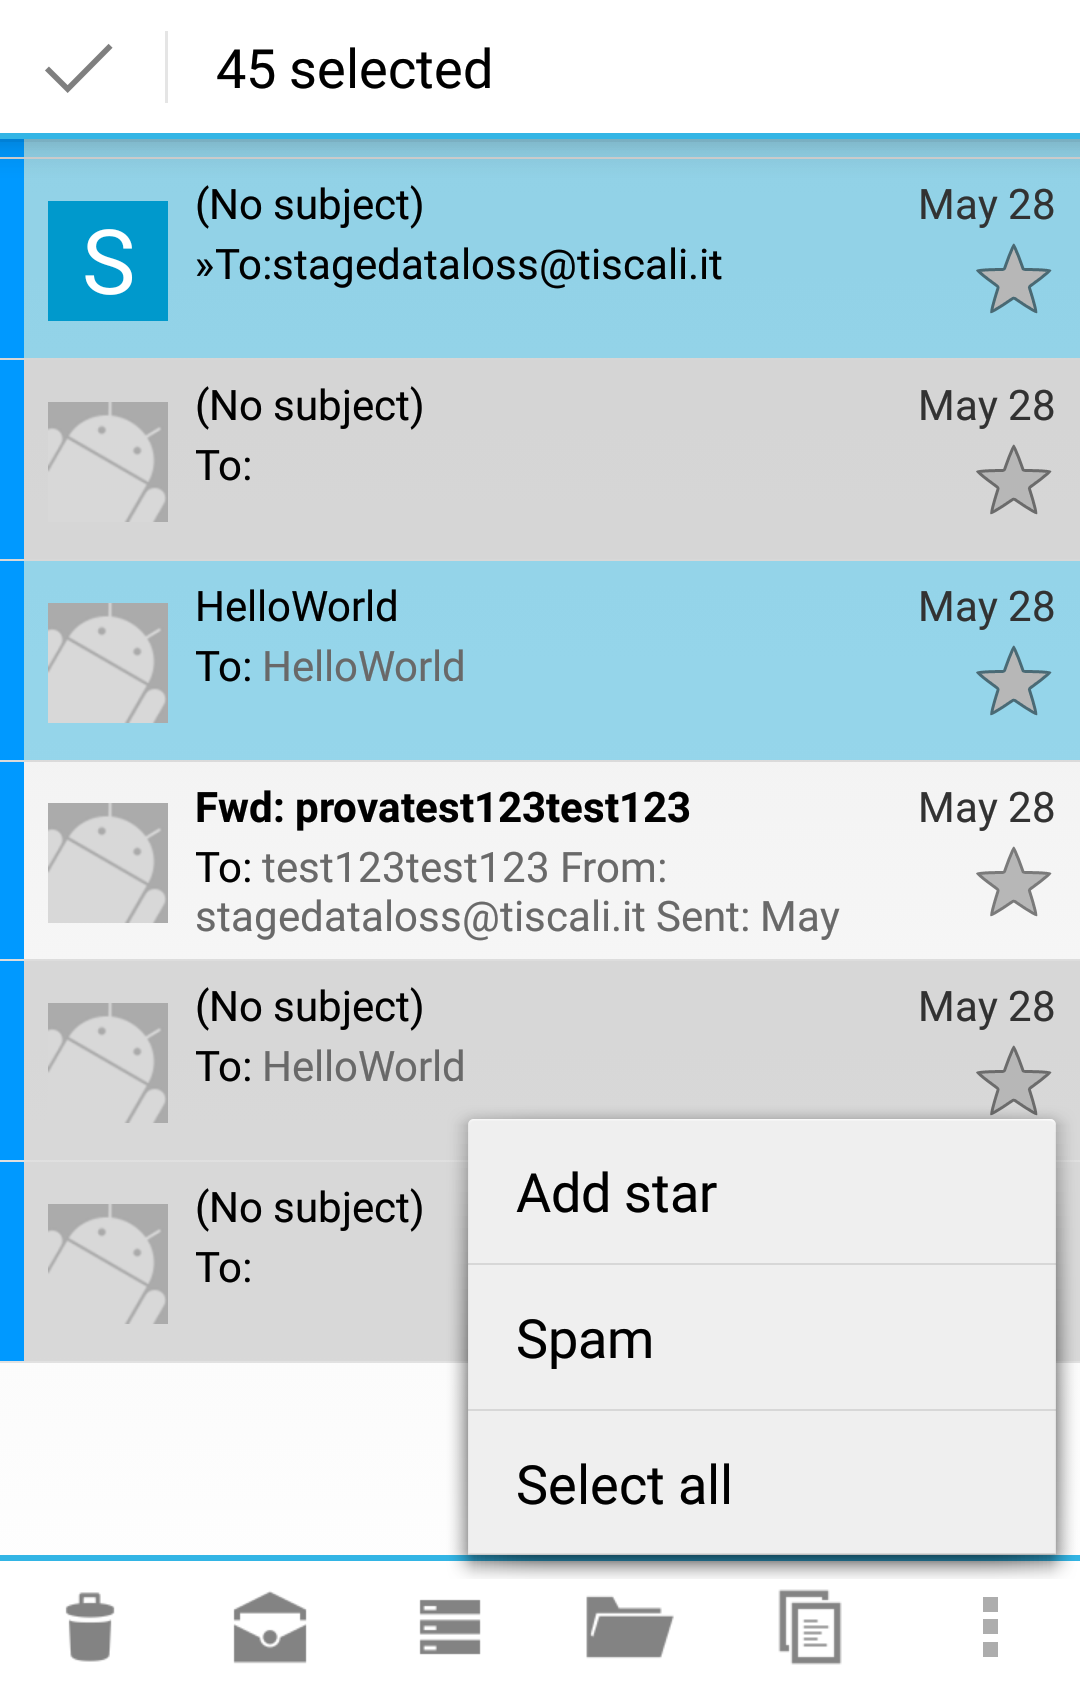 45 selected
(No subject)
May 28
S
»To:stagedataloss@tiscali.it
(No subject)
May 28
To:
HelloWorld
May 28
To: HelloWorld
Fwd: provatest123test123
May 28
To: test123test123 From:
stagedataloss@tiscali.it Sent: May
(No subject)
May 28
To: HelloWorld
(No subject)
To:
Add star
Spam
Select all